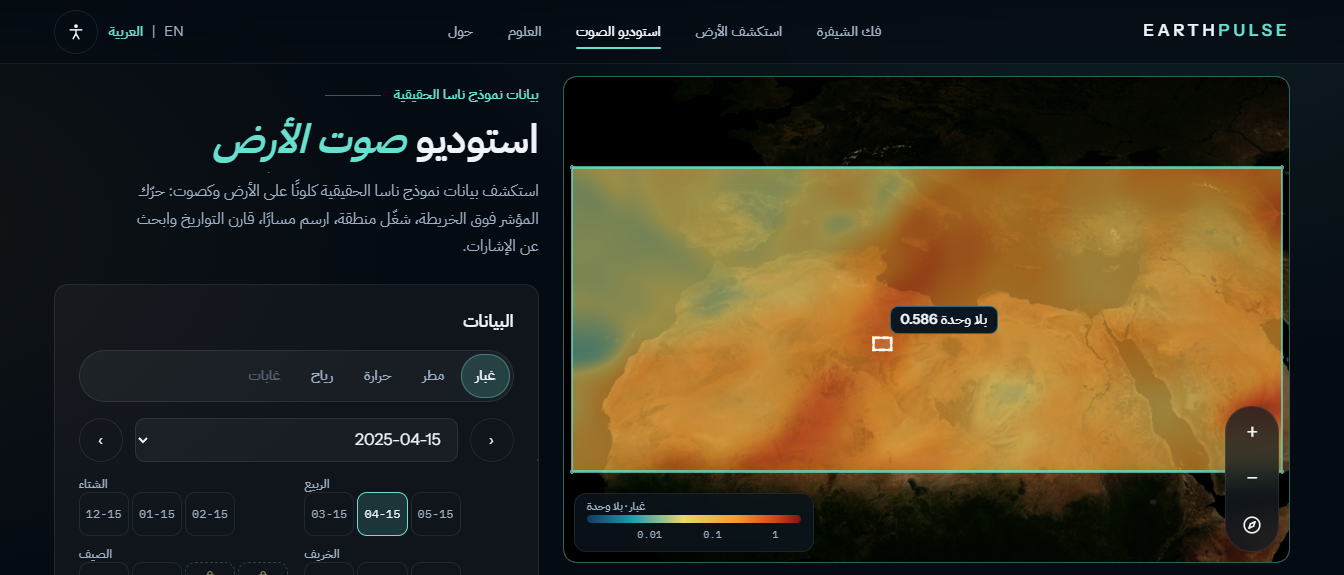 EARTHPULSE
فك الشيفرة
استكشف الأرض
استوديو الصوت
العلوم
حول
العربية | EN
بيانات نموذج ناسا الحقيقية
استوديو صوت الأرض
استكشف بيانات نموذج ناسا الحقيقية كلونًا على الأرض وكصوت: حرّك
المؤشر فوق الخريطة، شغّل منطقة، ارسم مسارًا، قارن التواريخ وابحث
عن الإشارات.
البيانات
غبار
مطر
حرارة
رياح
غابات
2025-04-15
الربيع
03-15 04-15 05-15
الشتاء
12-15 01-15 02-15
الخريف
الصيف
0.586 بلا وحدة
+
−
غبار · بلا وحدة
0.01 0.1 1